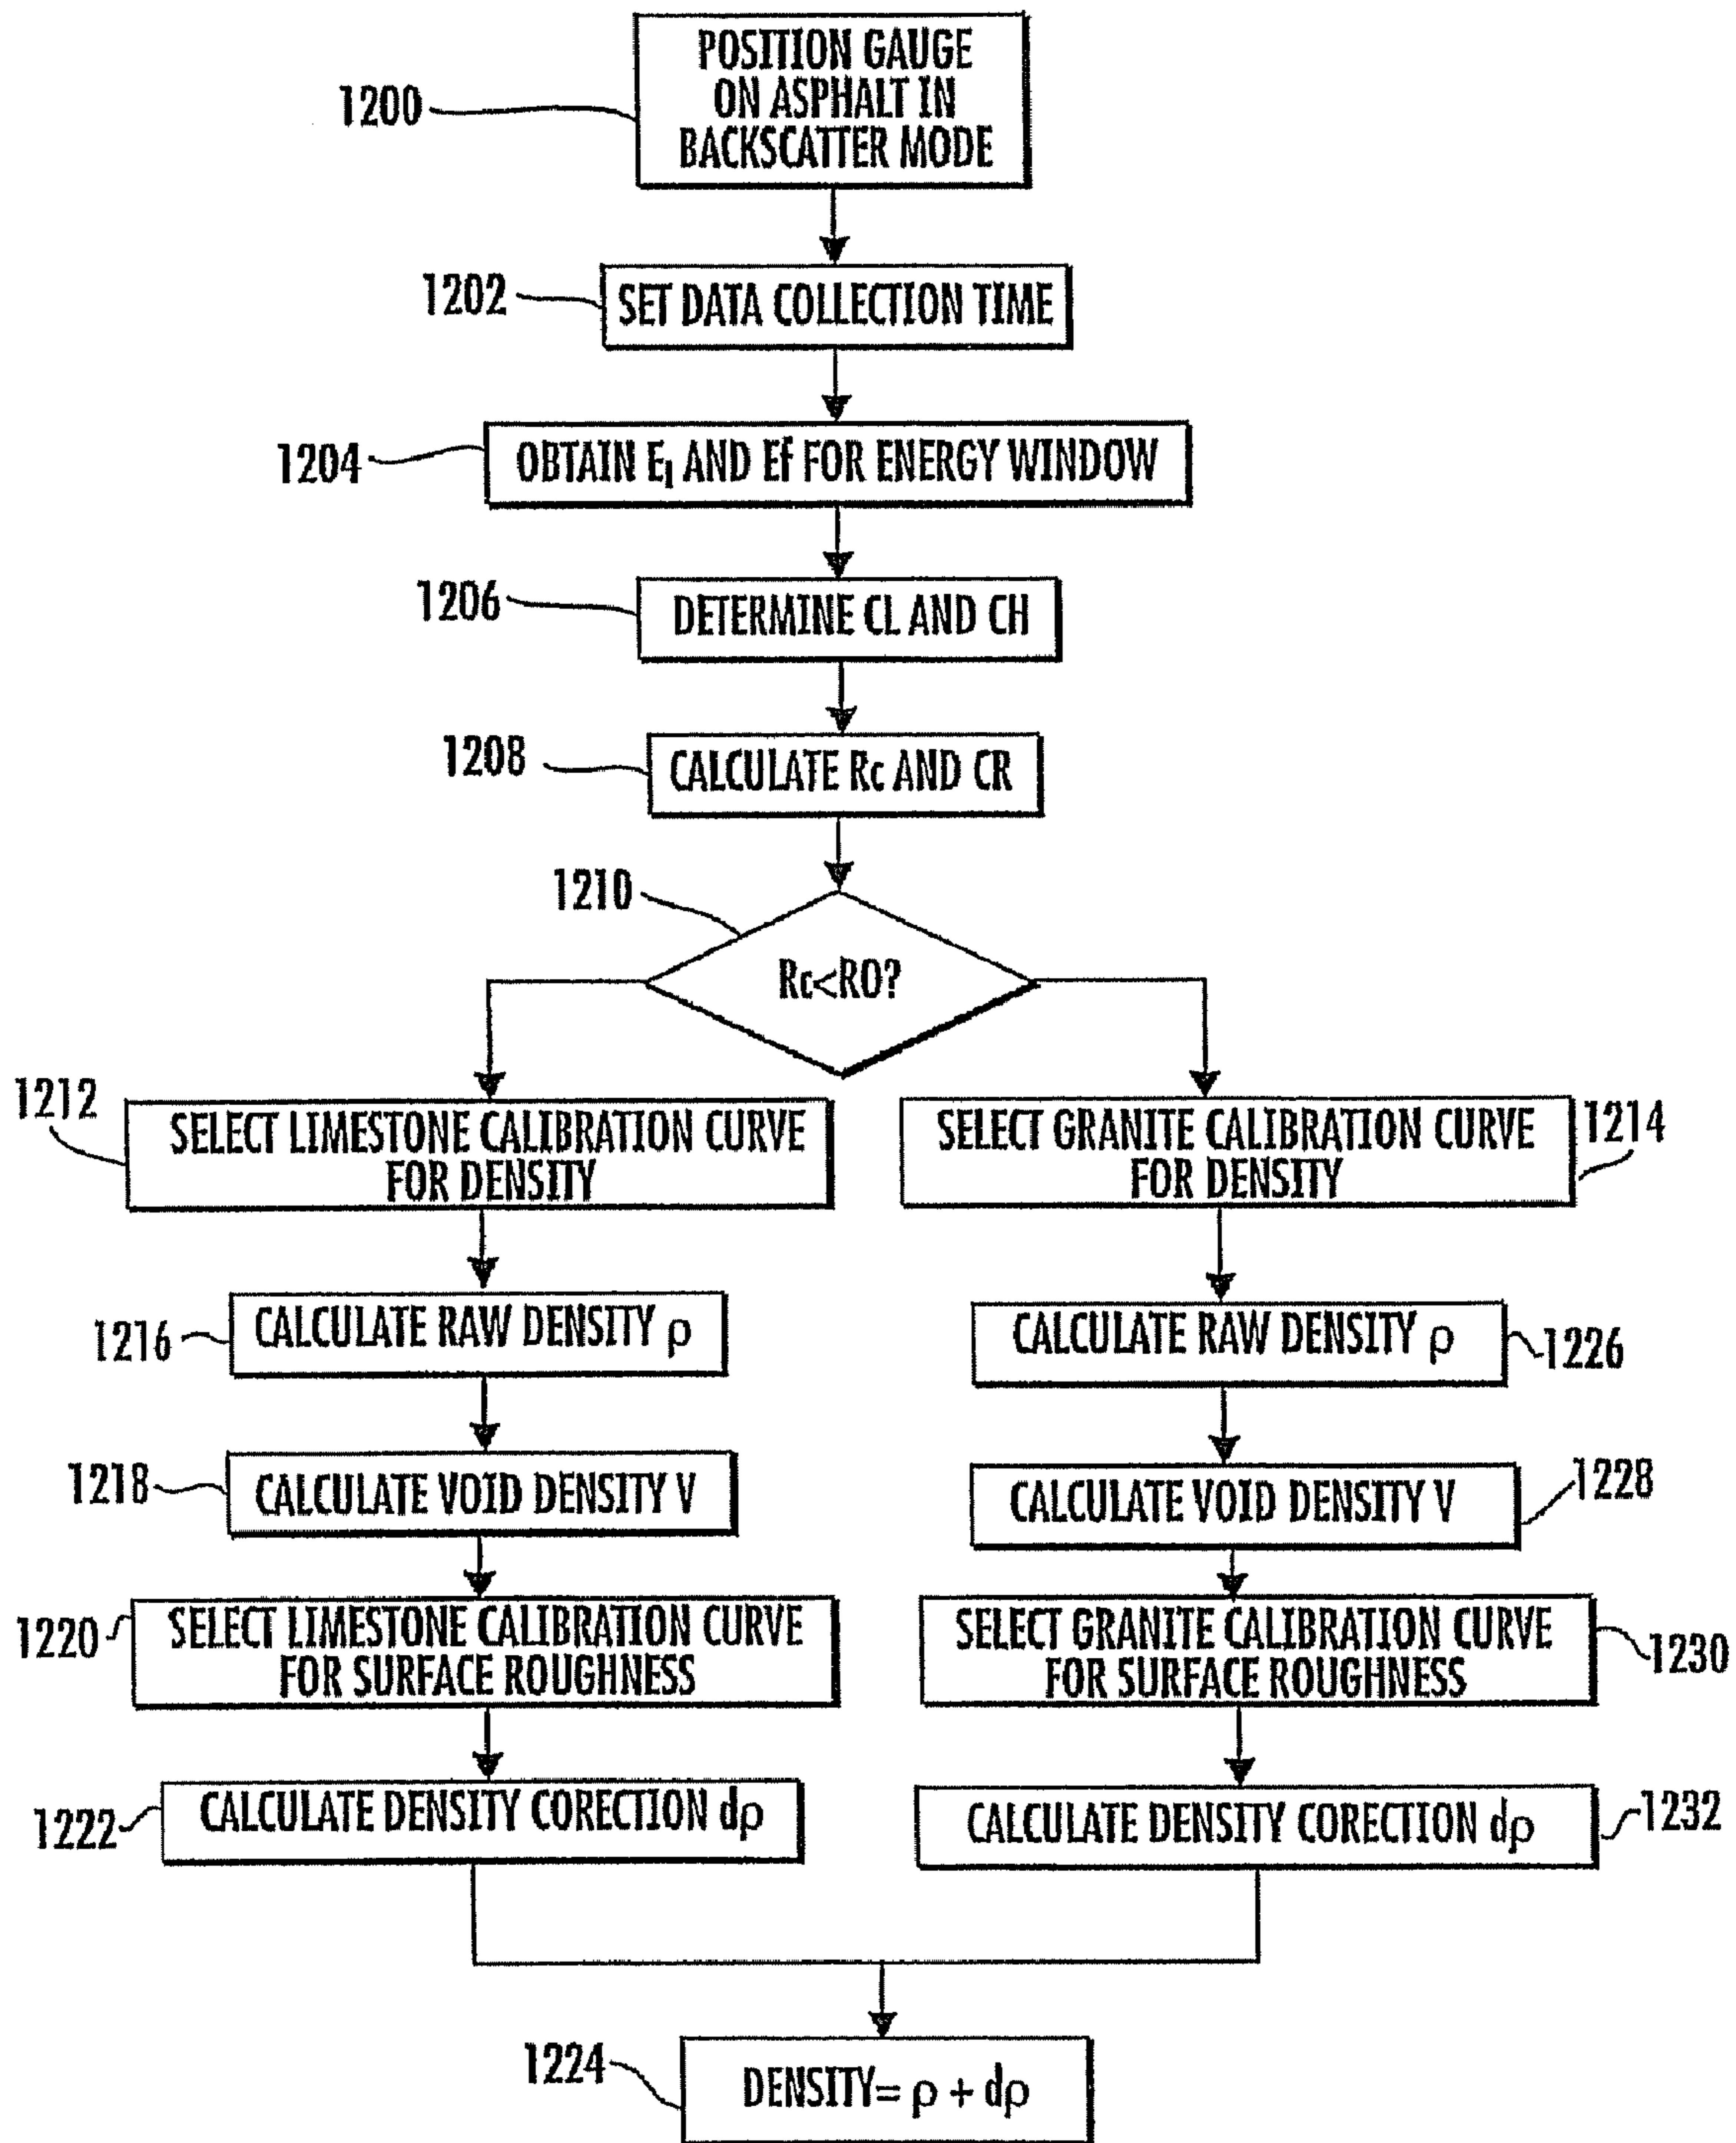 POSITION GAUGE
ON ASPHALT IN
BACKSCATTER MODE
1200
1202
SET DATA COLLECTION TIME
1204
OBTAIN E₁ AND Ef FOR ENERGY WINDOW
1206
DETERMINE CL AND CH
1208
CALCULATE Rc AND CR
1210
Rc<RO?
1212
SELECT LIMESTONE CALIBRATION CURVE
FOR DENSITY
SELECT GRANITE CALIBRATION CURVE
FOR DENSITY
1214
1216
CALCULATE RAW DENSITY ρ
CALCULATE RAW DENSITY ρ
1226
1218
CALCULATE VOID DENSITY V
CALCULATE VOID DENSITY V
1228
1220
SELECT LIMESTONE CALIBRATION CURVE
FOR SURFACE ROUGHNESS
SELECT GRANITE CALIBRATION CURVE
FOR SURFACE ROUGHNESS
1230
1222
CALCULATE DENSITY CORECTION dρ
CALCULATE DENSITY CORECTION dρ
1232
1224
DENSITY= ρ + dρ